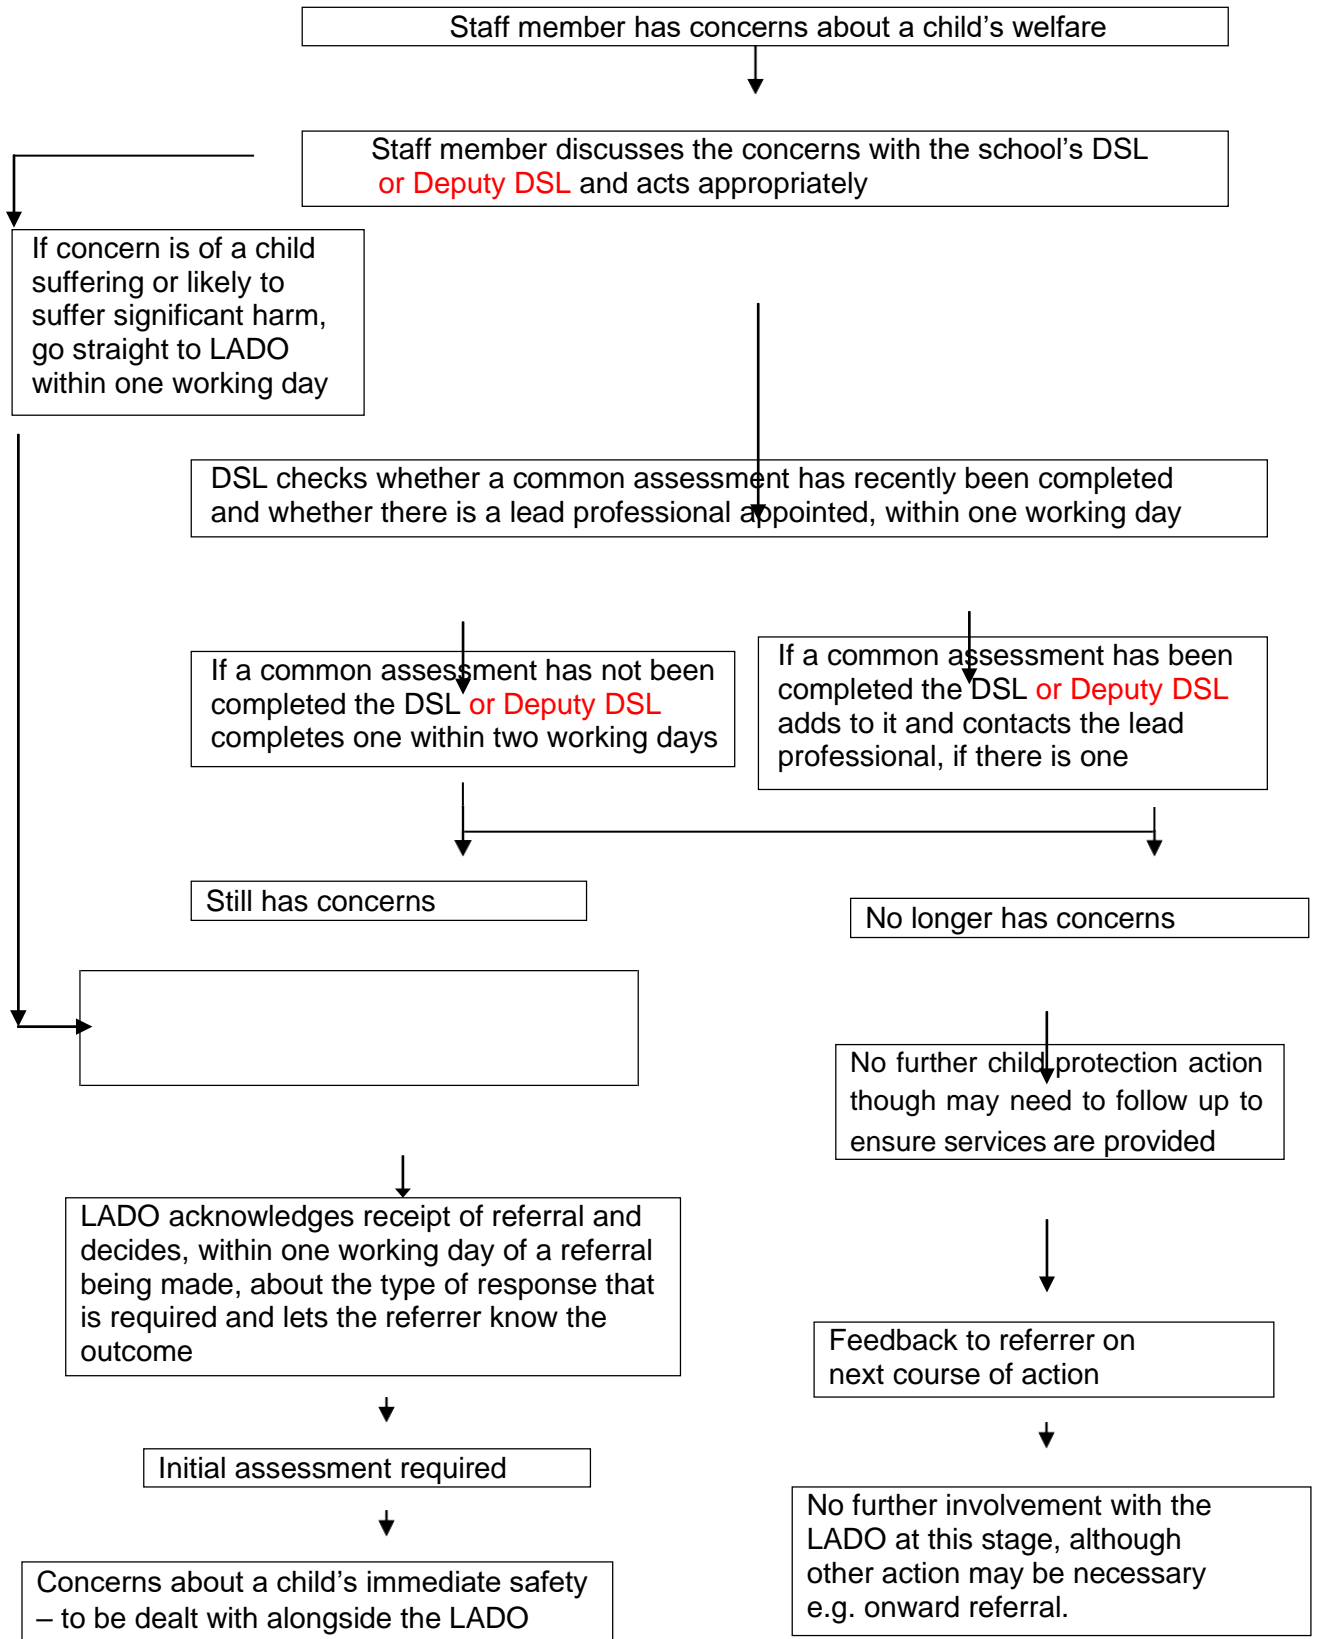 Staff member has concerns about a child’s welfare
Staff member discusses the concerns with the school’s DSL
or Deputy DSL and acts appropriately
If concern is of a child
suffering or likely to
suffer significant harm,
go straight to LADO
within one working day
DSL checks whether a common assessment has recently been completed
and whether there is a lead professional appointed, within one working day
If a common assessment has not been
completed the DSL or Deputy DSL
completes one within two working days
If a common assessment has been
completed the DSL or Deputy DSL
adds to it and contacts the lead
professional, if there is one
Still has concerns
No longer has concerns
No further child protection action
though may need to follow up to
ensure services are provided
LADO acknowledges receipt of referral and
decides, within one working day of a referral
being made, about the type of response that
is required and lets the referrer know the
outcome
Feedback to referrer on
next course of action
Initial assessment required
No further involvement with the
LADO at this stage, although
other action may be necessary
e.g. onward referral.
Concerns about a child’s immediate safety
– to be dealt with alongside the LADO